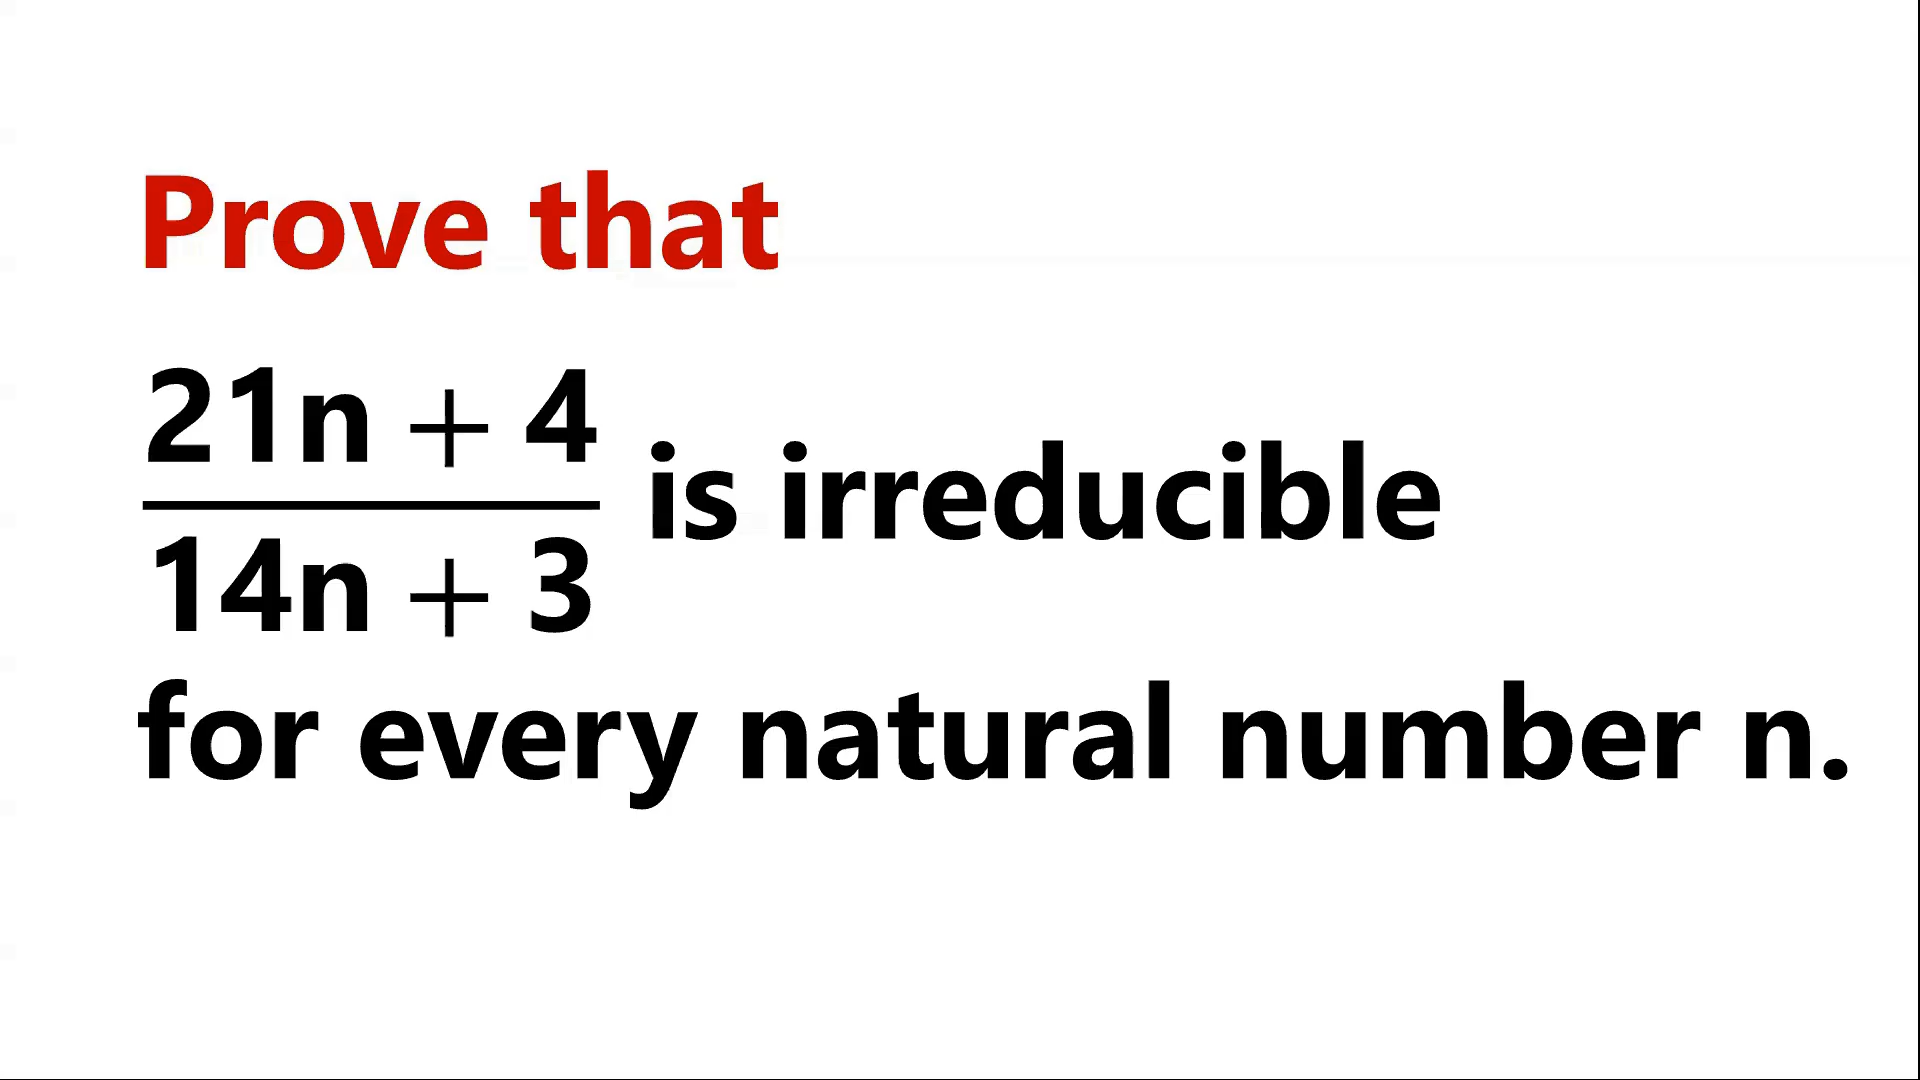 Prove that
21n + 4
is irreducible
14n + 3
for every natural number n.